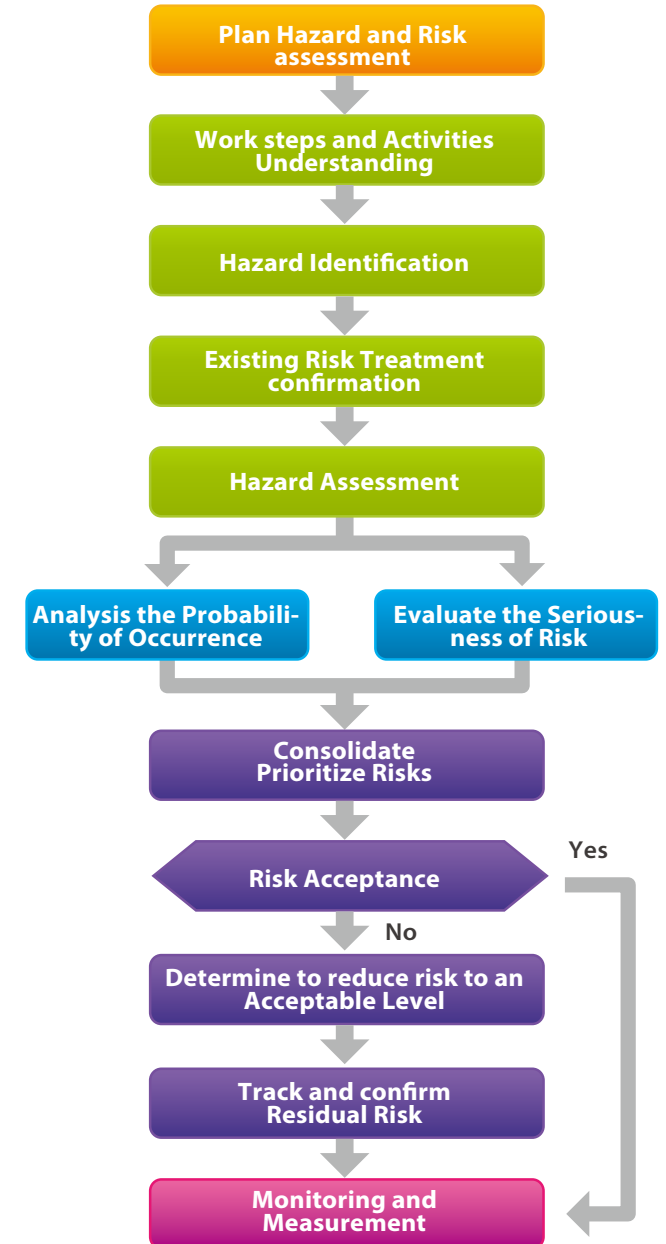 Plan Hazard and Risk
assessment
Work steps and Activities
Understanding
Hazard Identification
Existing Risk Treatment
confirmation
Hazard Assessment
Analysis the Probabili-
ty of Occurrence
Evaluate the Serious-
ness of Risk
Consolidate
Prioritize Risks
Risk Acceptance
Yes
No
Determine to reduce risk to an
Acceptable Level
Track and confirm
Residual Risk
Monitoring and
Measurement